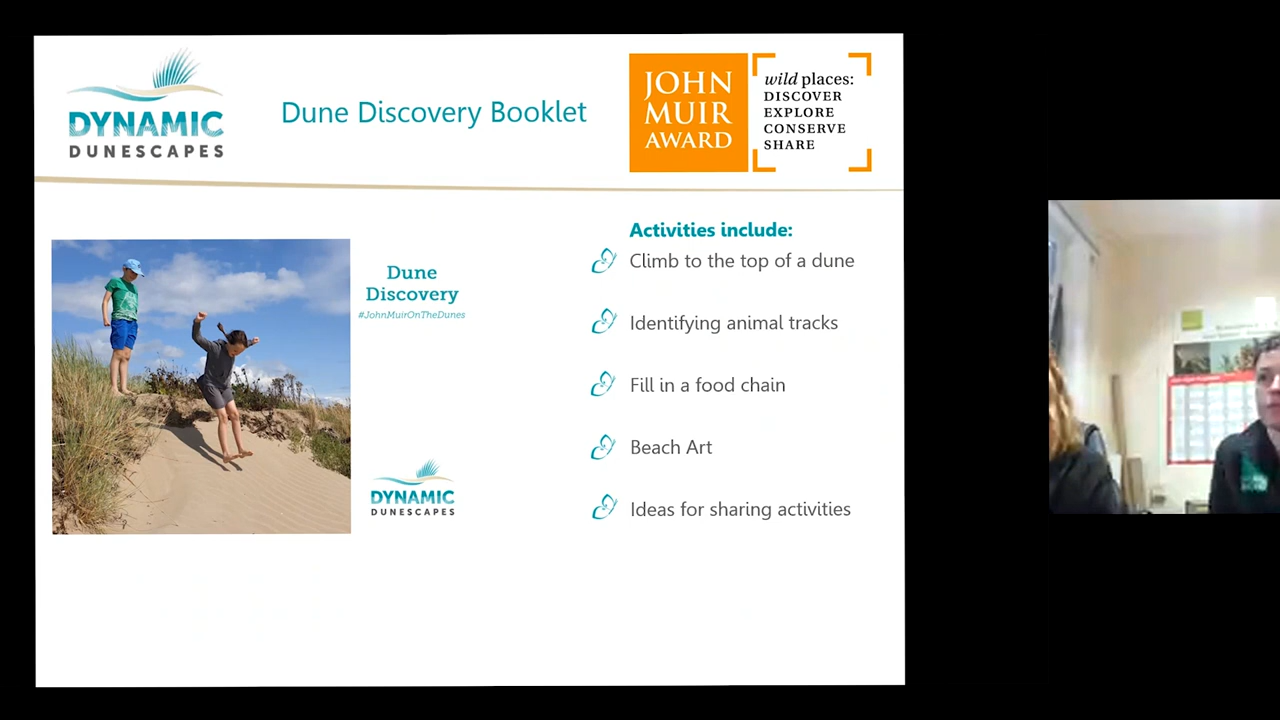 DYNAMIC
DUNESCAPES
Dune Discovery Booklet
JOHN
MUIR
AWARD
wild places:
DISCOVER
EXPLORE
CONSERVE
SHARE
Dune
Discovery
#JohnMuirOnTheDunes
DYNAMIC
DUNESCAPES
Activities include:
Climb to the top of a dune
Identifying animal tracks
Fill in a food chain
Beach Art
Ideas for sharing activities